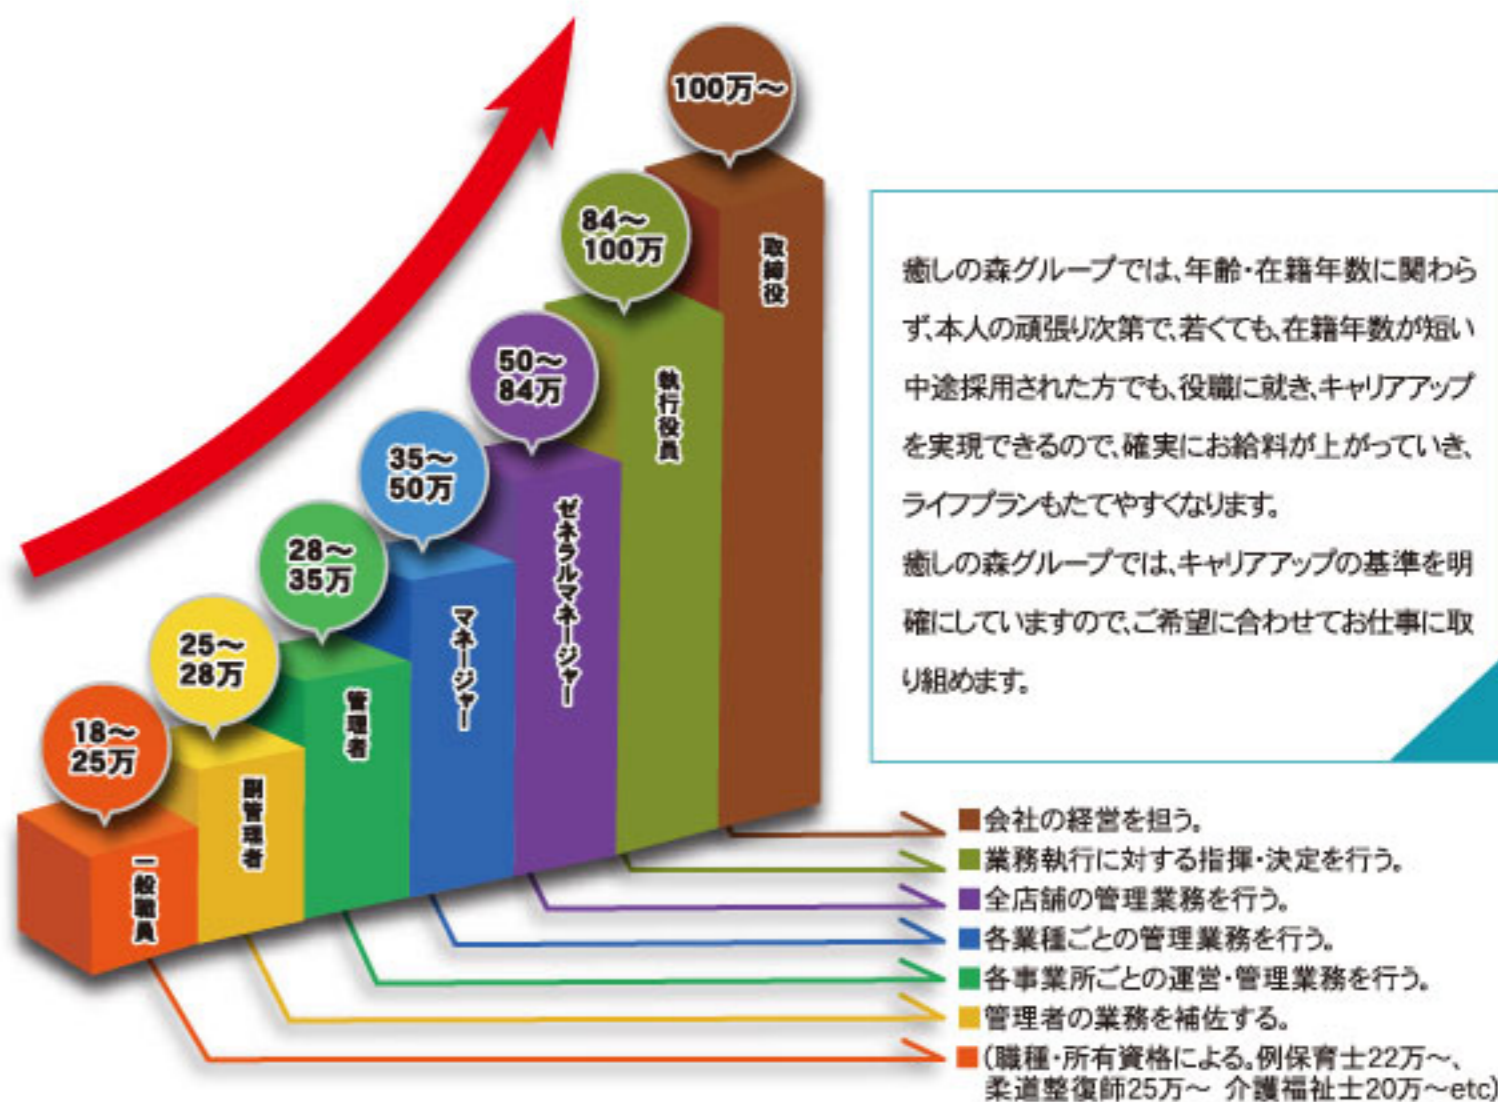 100万～
84～
100万
50～
84万
35～
50万
28～
35万
25～
28万
18～
25万
取締役
執行役員
ゼネラルマネージャー
マネージャー
管理者
副管理者
一般職員
癒しの森グループでは、年齢・在籍年数に関わら
ず、本人の頑張り次第で、若くても、在籍年数が短い
中途採用された方でも、役職に就き、キャリアアップ
を実現できるので、確実にお給料が上がっていき、
ライフプランもたてやすくなります。
癒しの森グループでは、キャリアアップの基準を明
確にしていますので、ご希望に合わせてお仕事に取
り組めます。
会社の経営を担う。
業務執行に対する指揮・決定を行う。
全店舗の管理業務を行う。
各業種ごとの管理業務を行う。
各事業所ごとの運営・管理業務を行う。
管理者の業務を補佐する。
(職種・所有資格による。例保育士22万～、
柔道整復師25万～ 介護福祉士20万～etc)